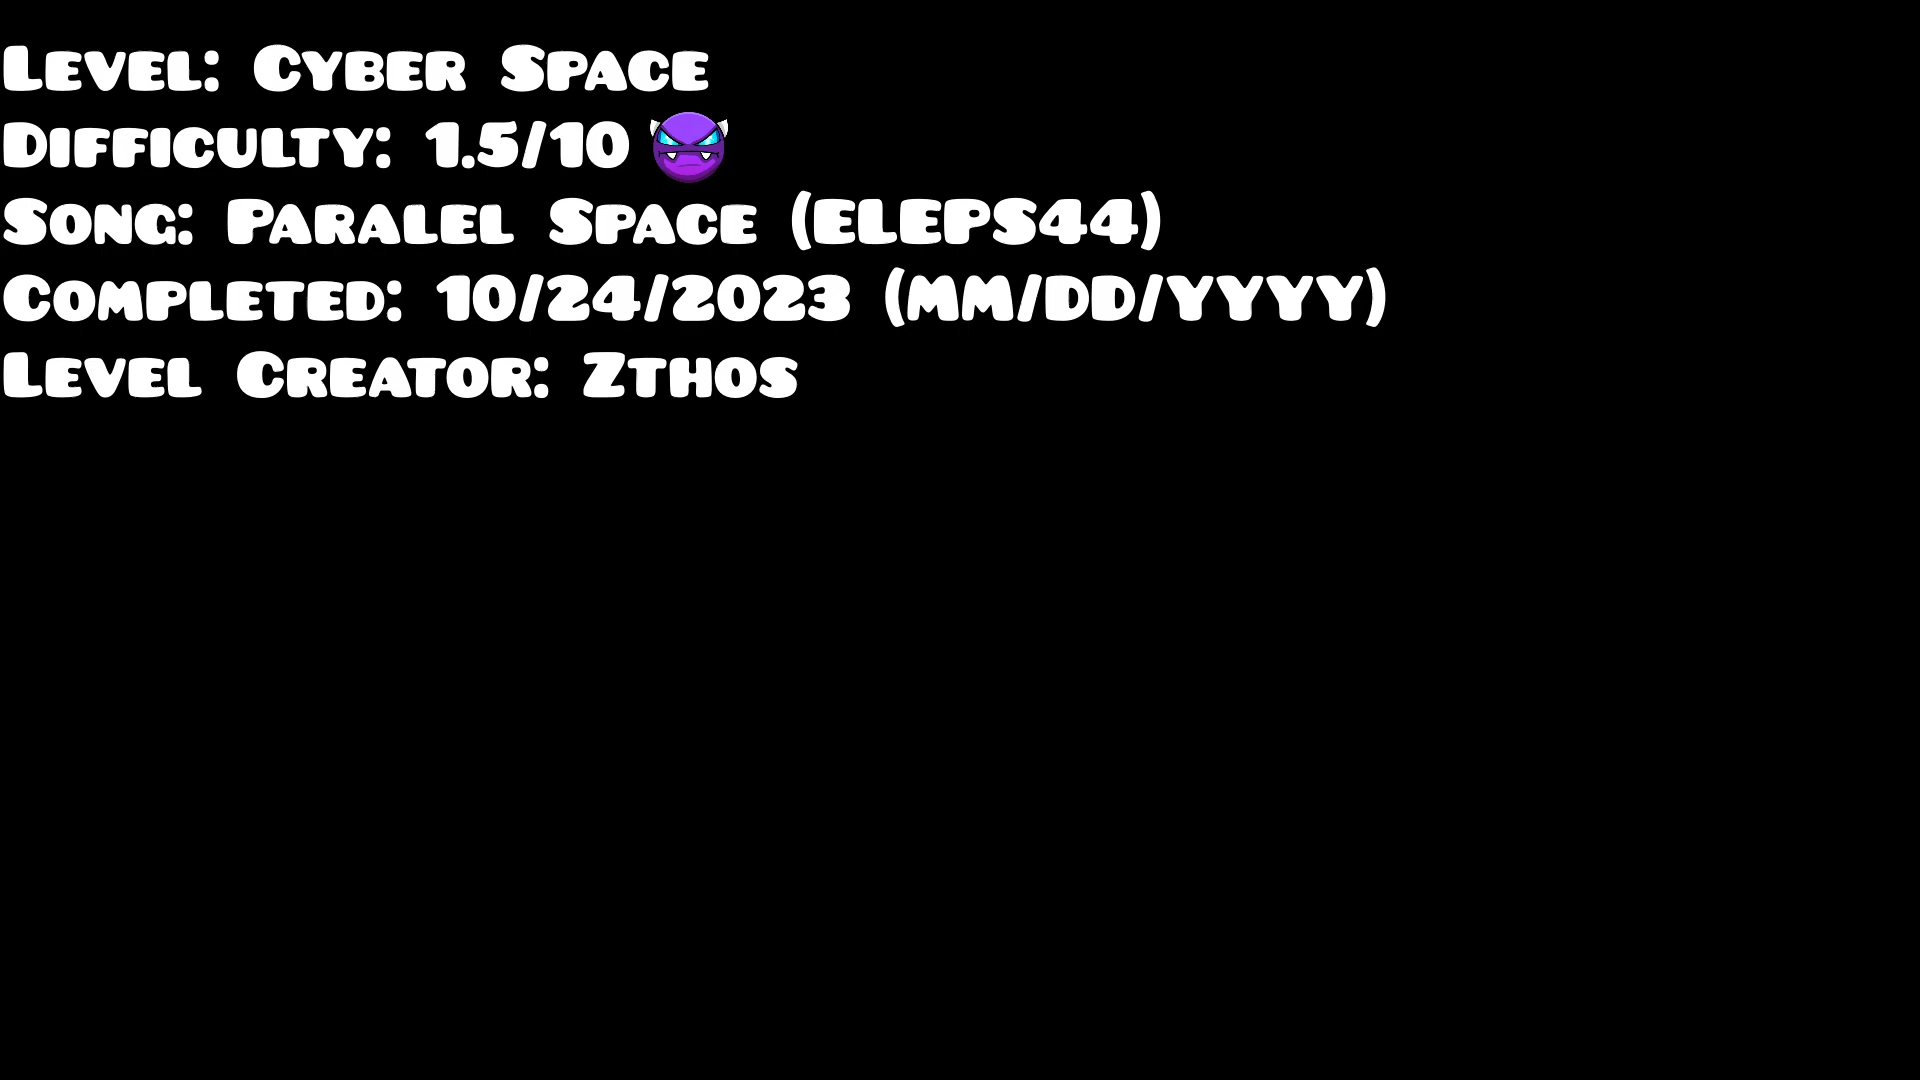 Level: Cyber Space
Difficulty: 1.5/10
Song: Paralel Space (ELEPS44)
Completed: 10/24/2023 (MM/DD/YYYY)
Level Creator: Zthos